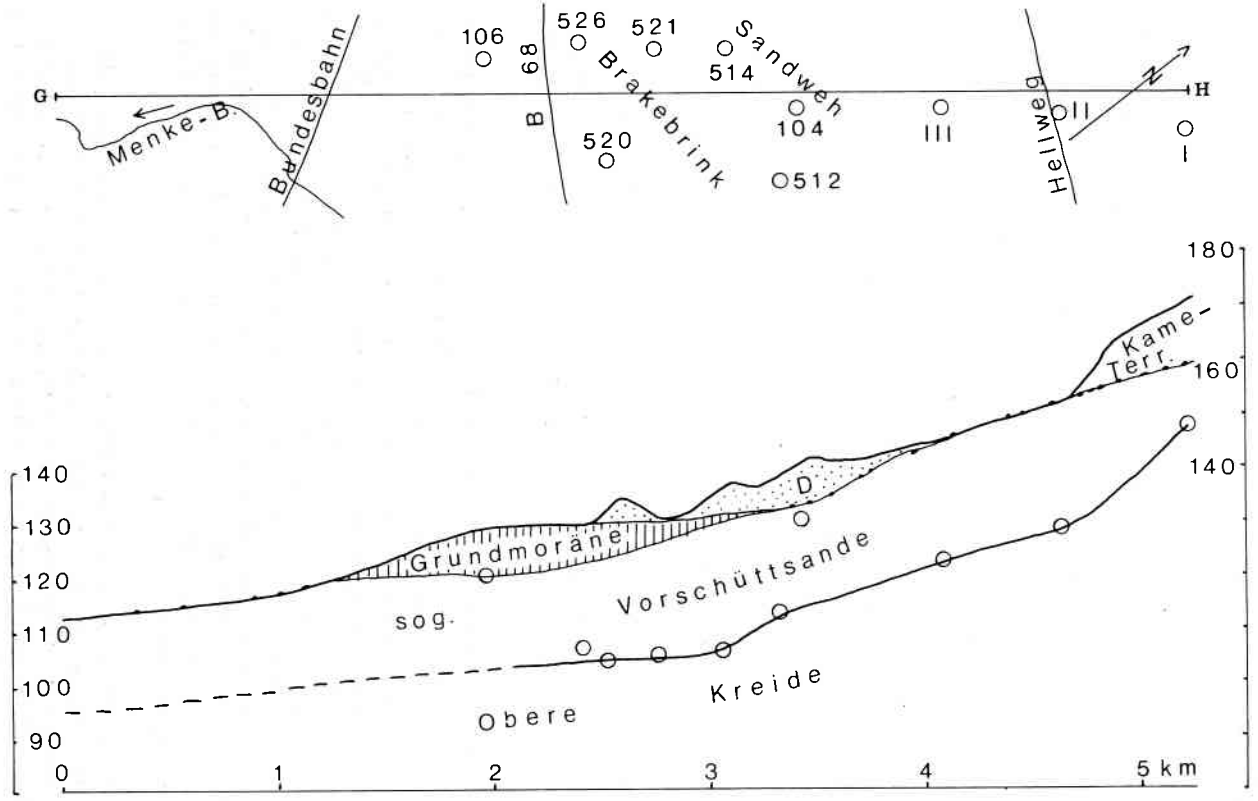 106
B 68
526
521
514
Sandweh
Brakebrink
Bundesbahn
G
H
N
Menke-B.
520
104
512
III
II
I
Hellweg
180
160
140
Kame-
Terr.
140
130
120
110
100
90
D
Grundmoräne
Vorschüttsande
sog.
Kreide
Obere
0 1 2 3 4 5 km